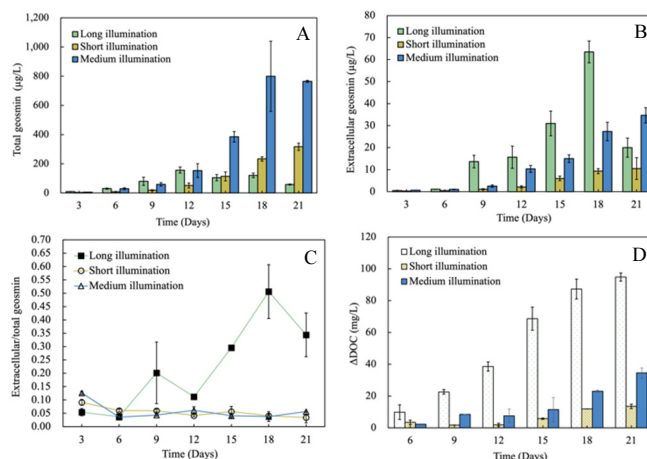 A
Total geosmin (µg/L)
1,000
800
600
400
200
0
Long illumination
Short illumination
Medium illumination
3 6 9 12 15 18 21
Time (Days)
B
Extracellular geosmin (µg/L)
80
70
60
50
40
30
20
10
0
Long illumination
Short illumination
Medium illumination
3 6 9 12 15 18 21
Time (Days)
C
Extracellular/total geosmin
0.70
0.65
0.60
0.55
0.50
0.45
0.40
0.35
0.30
0.25
0.20
0.15
0.10
0.05
0.00
Long illumination
Short illumination
Medium illumination
3 6 9 12 15 18 21
Time (Days)
D
ΔDOC (mg/L)
120
100
80
60
40
20
0
Long illumination
Short illumination
Medium illumination
6 9 12 15 18 21
Time (Days)